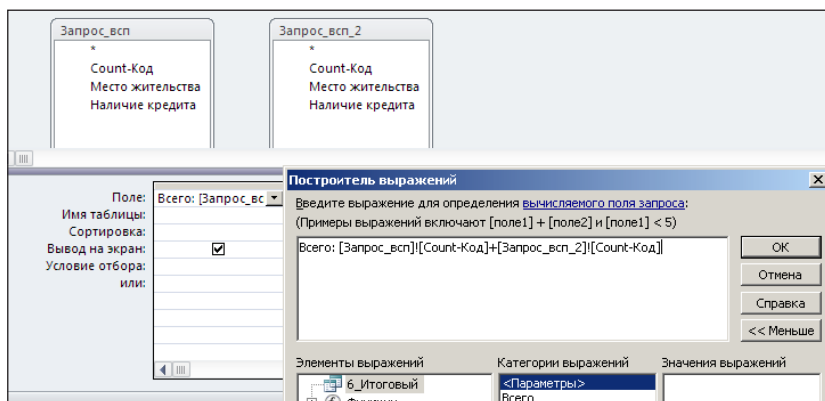 Запрос_всп
*
Count-Код
Место жительства
Наличие кредита
Запрос_всп_2
*
Count-Код
Место жительства
Наличие кредита
Поле: Всего: [Запрос_вс
Имя таблицы:
Сортировка:
Вывод на экран:
Условие отбора:
или:
Построитель выражений
Введите выражение для определения вычисляемого поля запроса:
(Примеры выражений включают [поле1] + [поле2] и [поле1] < 5)
Всего: [Запрос_всп]![Count-Код]+[Запрос_всп_2]![Count-Код]
ОК
Отмена
Справка
<< Меньше
Элементы выражений
Категории выражений
Значения выражений
6_Итоговый
<Параметры>
Всего